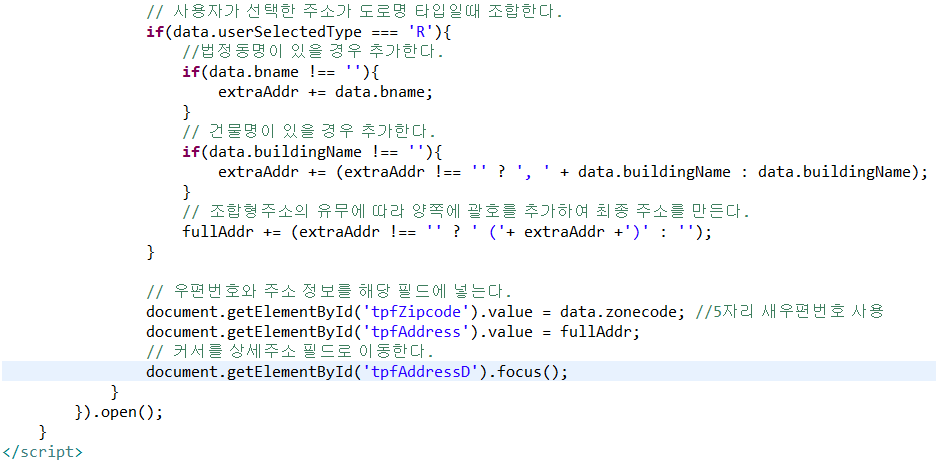 // 사용자가 선택한 주소가 도로명 타입일때 조합한다.
if(data.userSelectedType === 'R'){
//법정동명이 있을 경우 추가한다.
if(data.bname !== ''){
extraAddr += data.bname;
}
// 건물명이 있을 경우 추가한다.
if(data.buildingName !== ''){
extraAddr += (extraAddr !== '' ? ', ' + data.buildingName : data.buildingName);
}
// 조합형주소의 유무에 따라 양쪽에 괄호를 추가하여 최종 주소를 만든다.
fullAddr += (extraAddr !== '' ? ' ('+ extraAddr +')' : '');
}
// 우편번호와 주소 정보를 해당 필드에 넣는다.
document.getElementById('tpfZipcode').value = data.zonecode; //5자리 새우편번호 사용
document.getElementById('tpfAddress').value = fullAddr;
// 커서를 상세주소 필드로 이동한다.
document.getElementById('tpfAddressD').focus();
}
}).open();
}
</script>